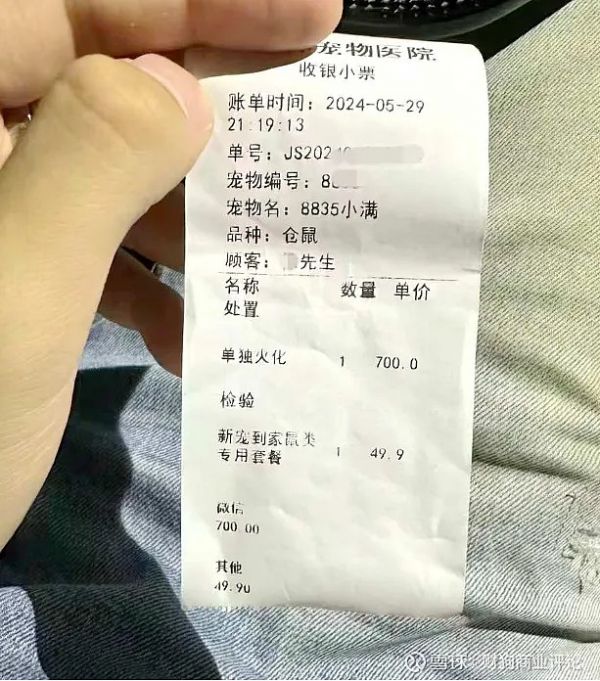 宠物医院
收银小票
账单时间：2024-05-29
21:19:13
单号：JS202
宠物编号：8
宠物名：8835小满
品种：仓鼠
顾客： 先生
名称 数量 单价
处置
单独火化 1 700.0
检验
新宠到家鼠类
专用套餐 1 49.9
微信
700.00
其他
49.90
雪球：财狗商业评论